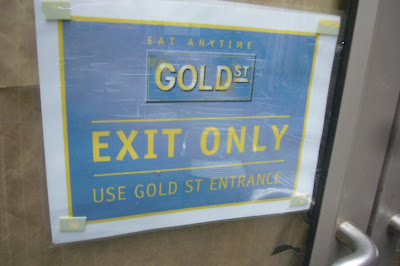 EAT ANYTIME
GOLD ST
EXIT ONLY
USE GOLD ST ENTRANCE